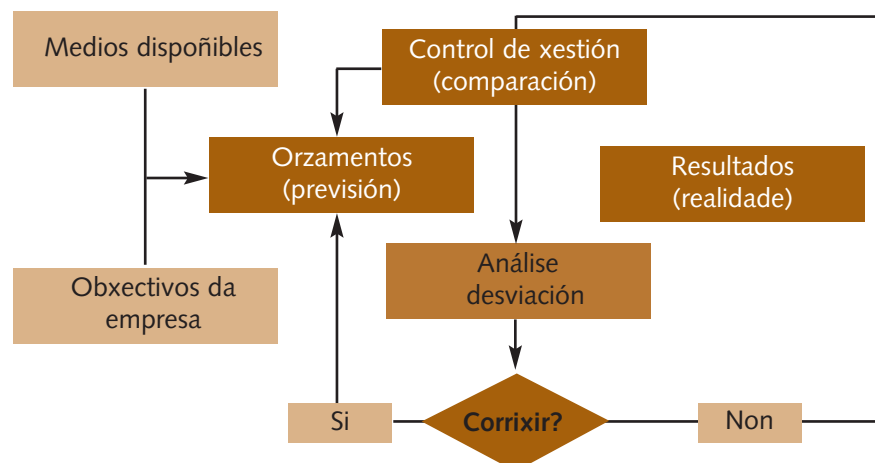 Medios dispoñibles
Control de xestión
(comparación)
Orzamentos
(previsión)
Resultados
(realidade)
Obxectivos da
empresa
Análise
desviación
Si
Corrixir?
Non